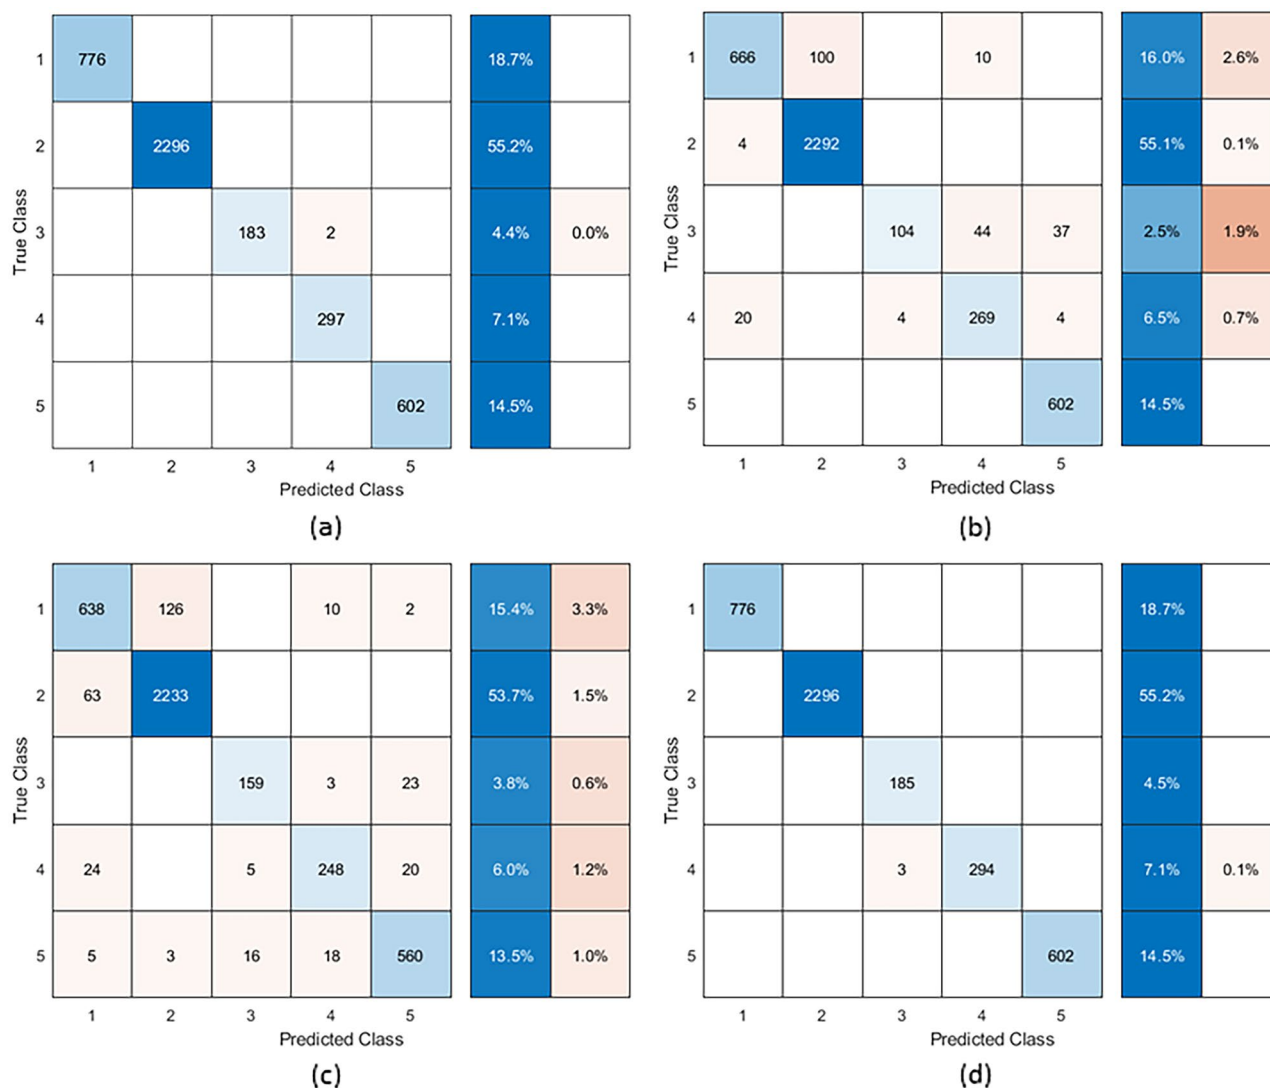 1 776 18.7%
2 2296 55.2%
3 183 2 4.4% 0.0%
4 297 7.1%
5 602 14.5%
1 2 3 4 5
True Class
Predicted Class
(a)
1 666 100 10 16.0% 2.6%
2 4 2292 55.1% 0.1%
3 104 44 37 2.5% 1.9%
4 20 4 269 4 6.5% 0.7%
5 602 14.5%
1 2 3 4 5
True Class
Predicted Class
(b)
1 638 126 10 2 15.4% 3.3%
2 63 2233 53.7% 1.5%
3 159 3 23 3.8% 0.6%
4 24 5 248 20 6.0% 1.2%
5 5 3 16 18 560 13.5% 1.0%
1 2 3 4 5
True Class
Predicted Class
(c)
1 776 18.7%
2 2296 55.2%
3 185 4.5%
4 3 294 7.1% 0.1%
5 602 14.5%
1 2 3 4 5
True Class
Predicted Class
(d)